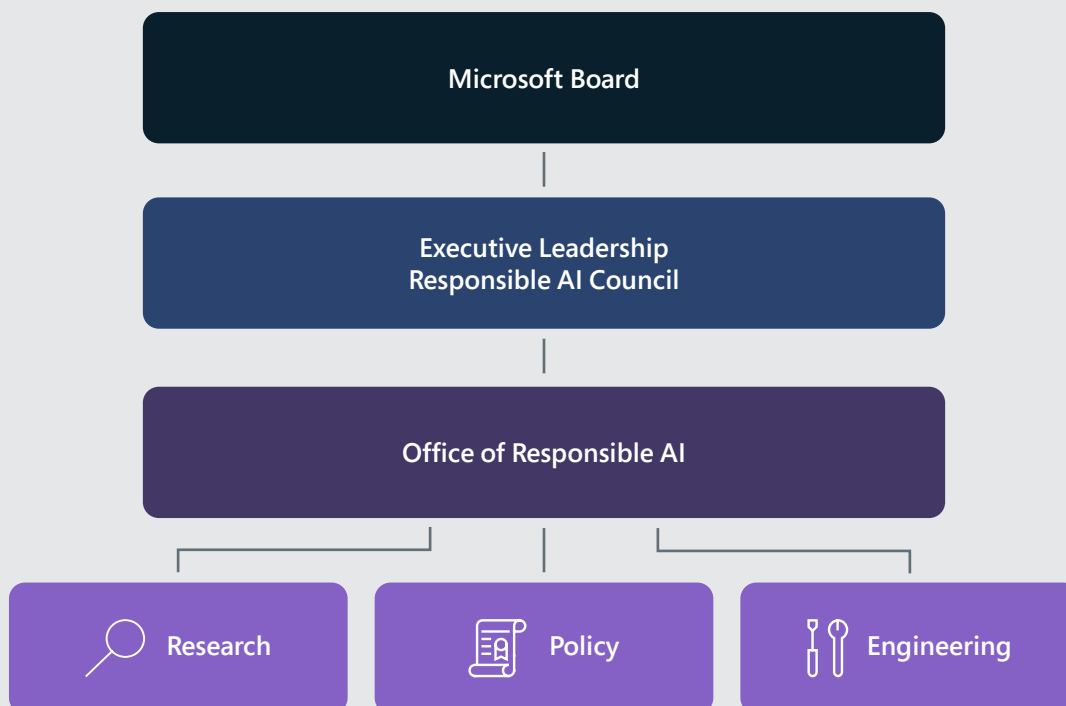 Microsoft Board
Executive Leadership
Responsible AI Council
Office of Responsible AI
Research
Policy
Engineering